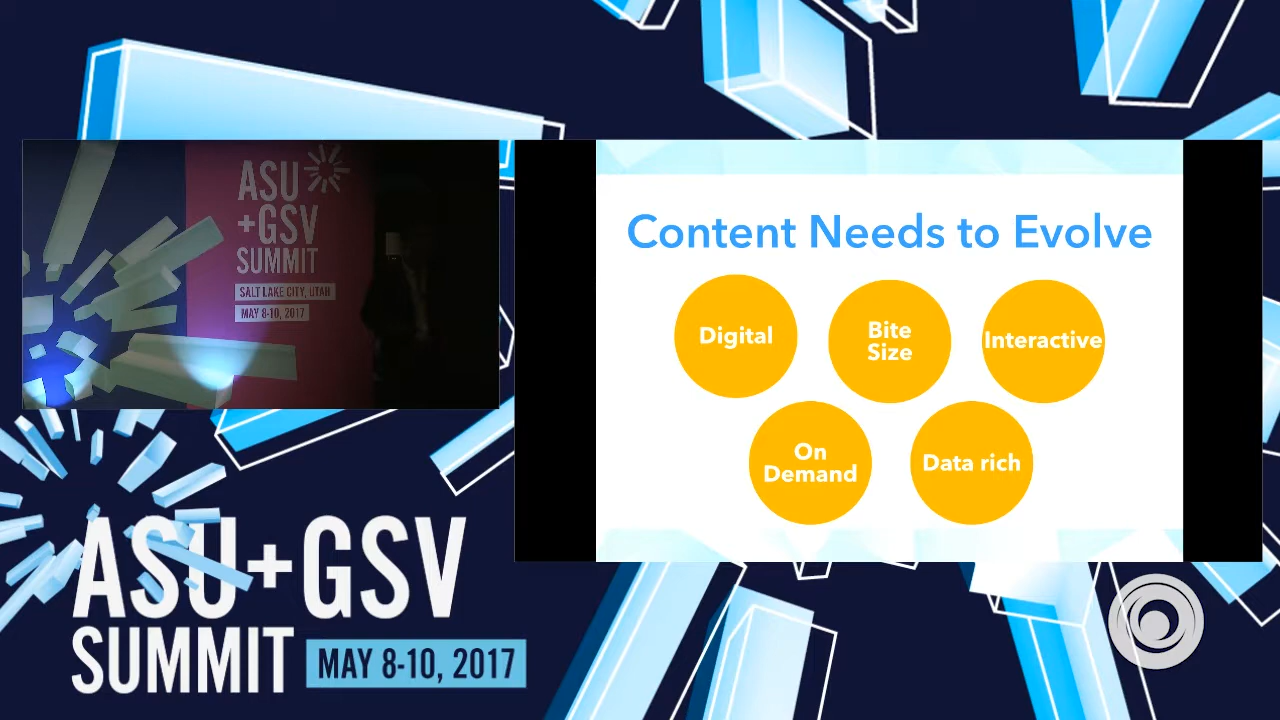 ASU
+GSV
SUMMIT
SALT LAKE CITY, UTAH
MAY 8-10, 2017
Content Needs to Evolve
Digital
Bite
Size
Interactive
On
Demand
Data rich
ASU+GSV
SUMMIT MAY 8-10, 2017